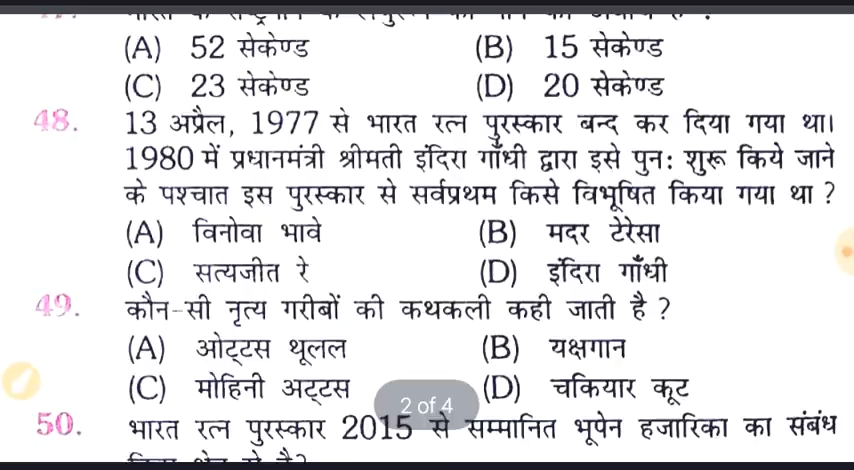 (A) 52 सेकेण्ड (B) 15 सेकेण्ड
(C) 23 सेकेण्ड (D) 20 सेकेण्ड
48. 13 अप्रैल, 1977 से भारत रत्न पुरस्कार बन्द कर दिया गया था।
1980 में प्रधानमंत्री श्रीमती इंदिरा गाँधी द्वारा इसे पुन: शुरू किये जाने
के पश्चात इस पुरस्कार से सर्वप्रथम किसे विभूषित किया गया था ?
(A) विनोवा भावे (B) मदर टेरेसा
(C) सत्यजीत रे (D) इंदिरा गाँधी
49. कौन-सी नृत्य गरीबों की कथकली कही जाती है ?
(A) ओट्टस थूलल (B) यक्षगान
(C) मोहिनी अट्टस (D) चकियार कूट
2 of 4
50. भारत रत्न पुरस्कार 2015 से सम्मानित भूपेन हजारिका का संबंध